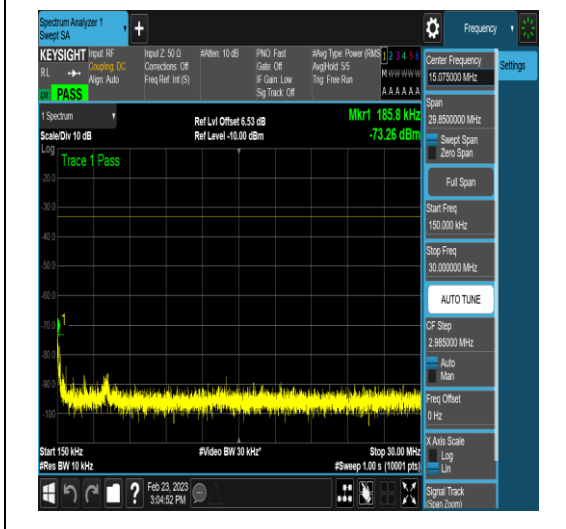 Spectrum Analyzer 1
Swept SA
+
Frequency
KEYSIGHT
Input: RF
Coupling: DC
Align: Auto
Input Z: 50 Ω
Corrections: Off
Freq Ref: Int (S)
#Atten: 10 dB
PNO: Fast
Gate: Off
IF Gain: Low
Sig Track: Off
#Avg Type: Power (RMS
Avg|Hold: 5/5
Trig: Free Run
1 2 3 4 5 6
M W W W W W
A A A A A A
RL
PASS
1 Spectrum
Scale/Div 10 dB
Ref Lvl Offset 6.53 dB
Ref Level -10.00 dBm
Mkr1 185.8 kHz
-73.26 dBm
Log
Trace 1 Pass
-20.0
-30.0
-40.0
-50.0
-60.0
-70.0
-80.0
-90.0
-100
1
Start 150 kHz
#Res BW 10 kHz
#Video BW 30 kHz*
Stop 30.00 MHz
#Sweep 1.00 s (10001 pts)
?
Feb 23, 2023
3:04:52 PM
Center Frequency
15.075000 MHz
Settings
Span
29.8500000 MHz
Swept Span
Zero Span
Full Span
Start Freq
150.000 kHz
Stop Freq
30.000000 MHz
AUTO TUNE
CF Step
2.985000 MHz
Auto
Man
Freq Offset
0 Hz
X Axis Scale
Log
Lin
Signal Track
(Span Zoom)